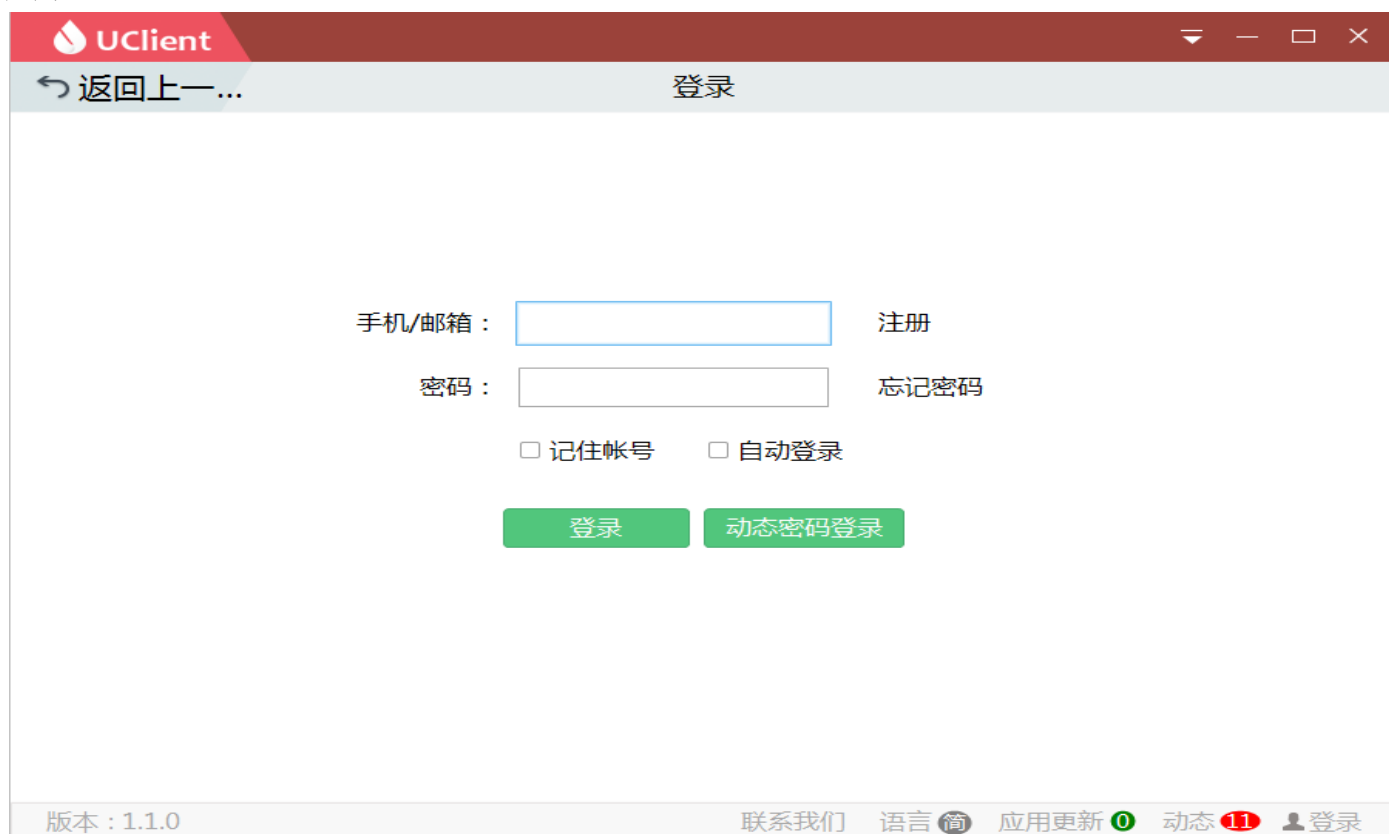 UClient
返回上一...
登录
手机/邮箱：
注册
密码：
忘记密码
记住帐号 自动登录
登录 动态密码登录
版本：1.1.0 联系我们 语言 简 应用更新 0 动态 11 登录